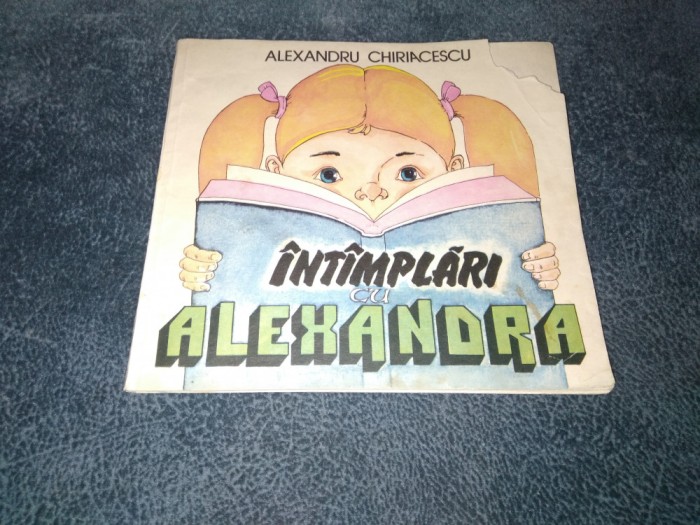 ALEXANDRU CHIRIACESCU
ÎNTÎMPLĂRI
CU
ALEXANDRA